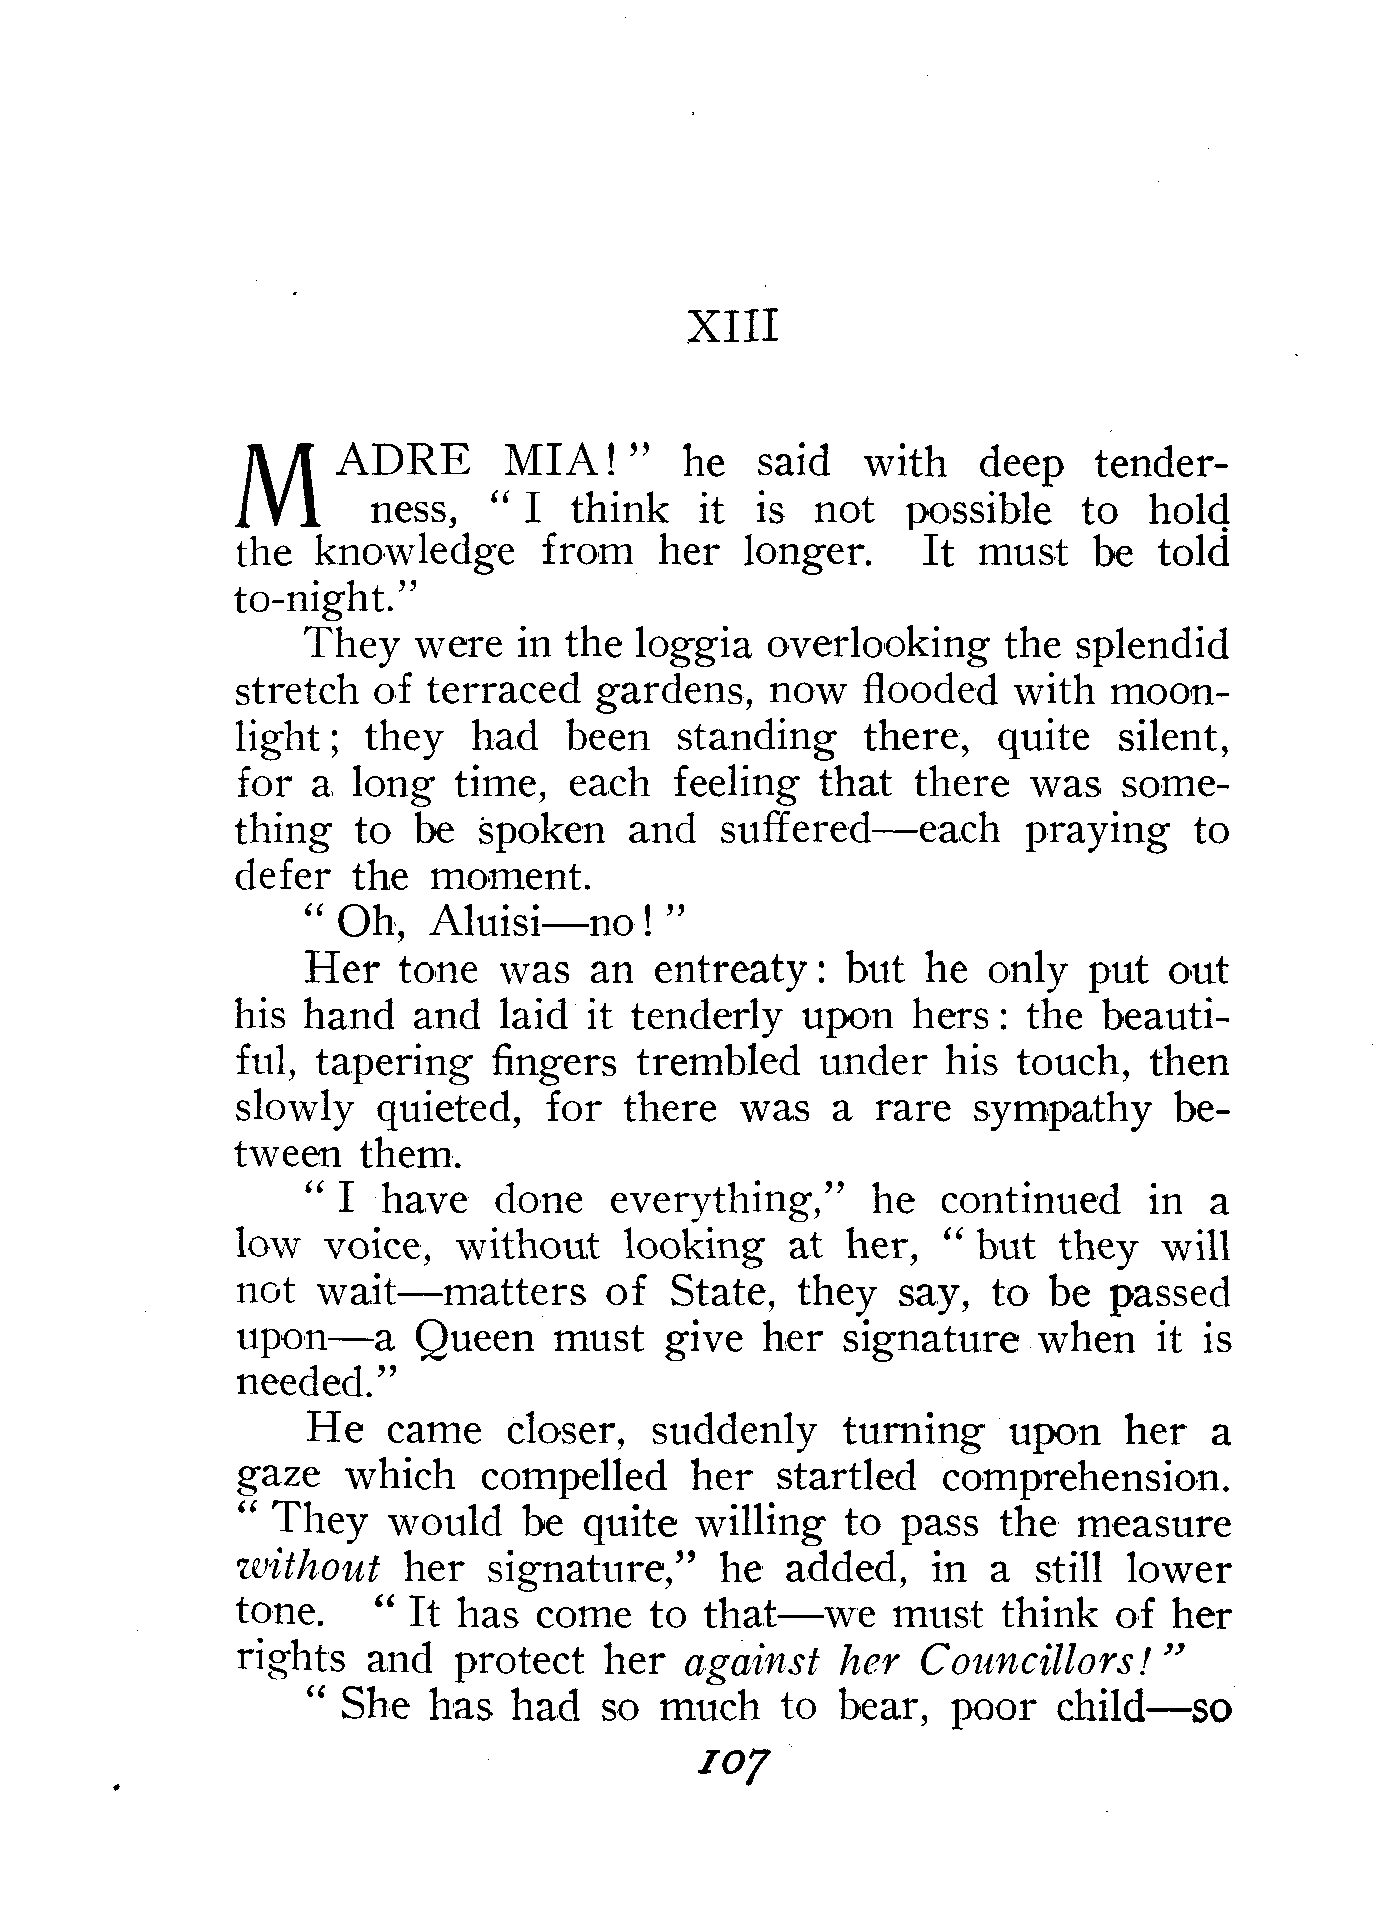 XIII
MADRE MIA!" he said with deep tender-
ness, "I think it is not possible to hold
the knowledge from her longer. It must be told
to-night."
They were in the loggia overlooking the splendid
stretch of terraced gardens, now flooded with moon-
light; they had been standing there, quite silent,
for a long time, each feeling that there was some-
thing to be spoken and suffered—each praying to
defer the moment.
"Oh, Aluisi—no!"
Her tone was an entreaty: but he only put out
his hand and laid it tenderly upon hers: the beauti-
ful, tapering fingers trembled under his touch, then
slowly quieted, for there was a rare sympathy be-
tween them.
"I have done everything," he continued in a
low voice, without looking at her, "but they will
not wait—matters of State, they say, to be passed
upon—a Queen must give her signature when it is
needed."
He came closer, suddenly turning upon her a
gaze which compelled her startled comprehension.
"They would be quite willing to pass the measure
without her signature," he added, in a still lower
tone. "It has come to that—we must think of her
rights and protect her against her Councillors!"
"She has had so much to bear, poor child—so
107